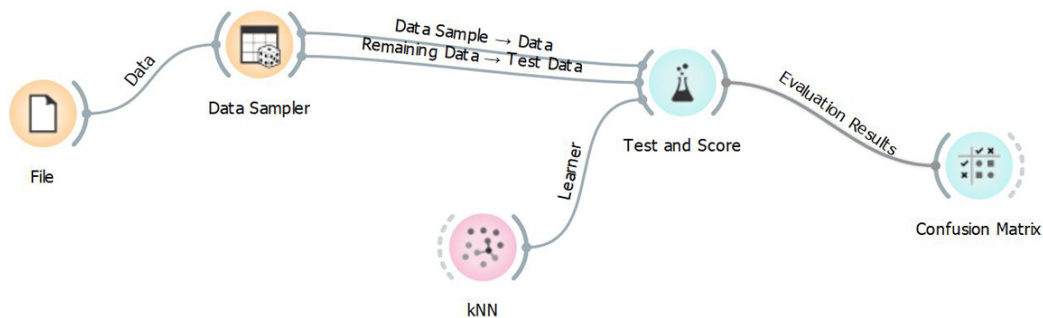 Data Sample → Data
Remaining Data → Test Data
Data
Data Sampler
File
Evaluation Results
Test and Score
Learner
Confusion Matrix
kNN